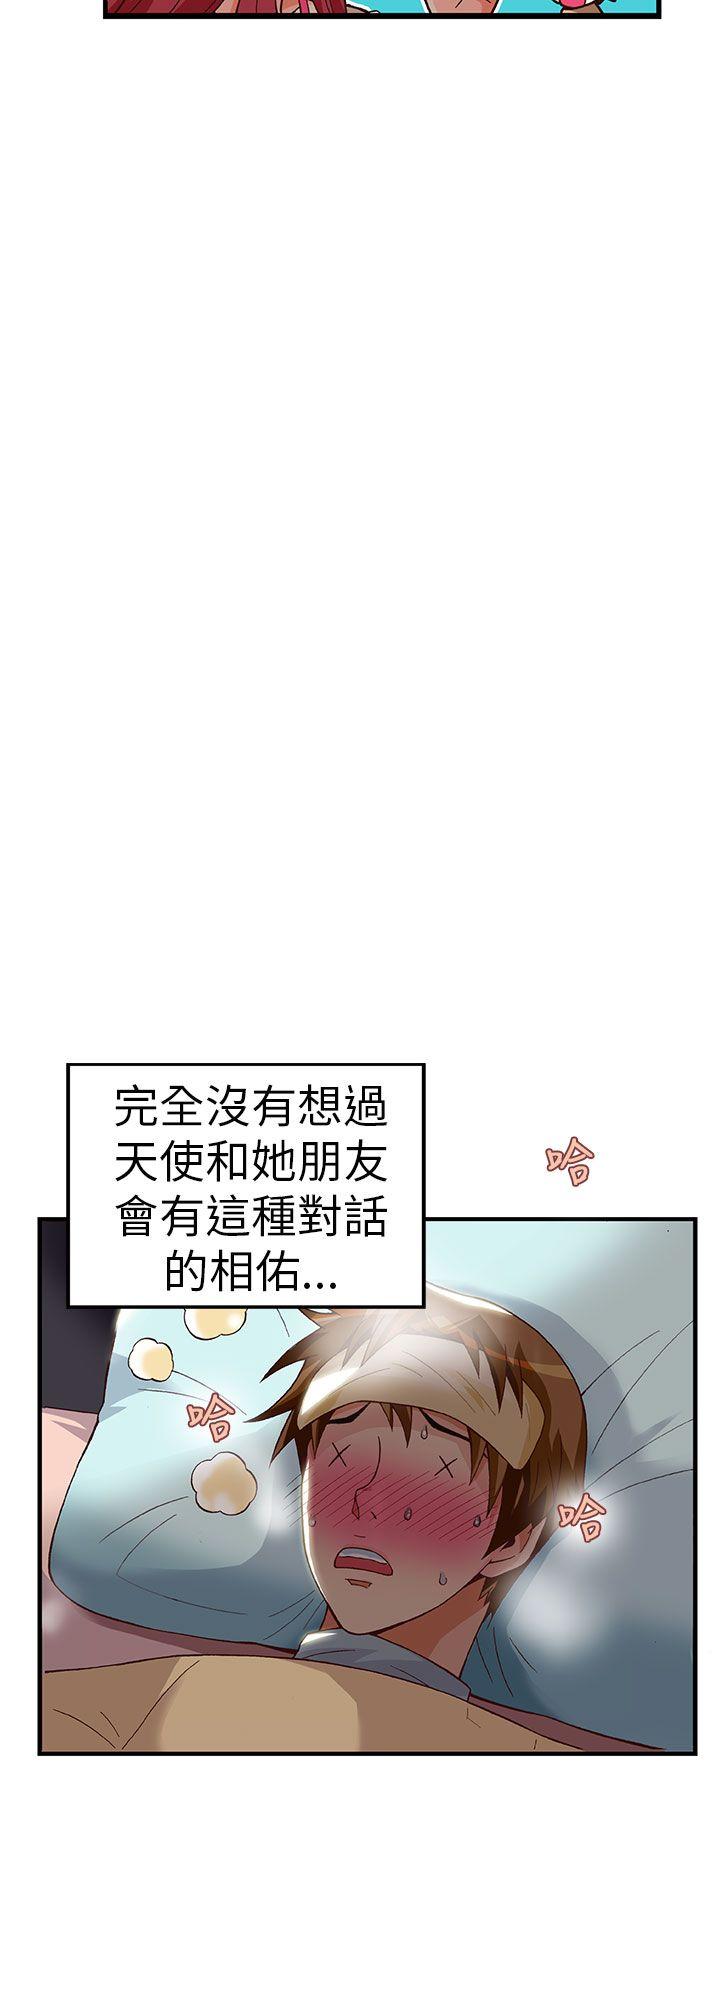 完全沒有想過
天使和她朋友
會有這種對話
的相佑...
哈
哈
哈